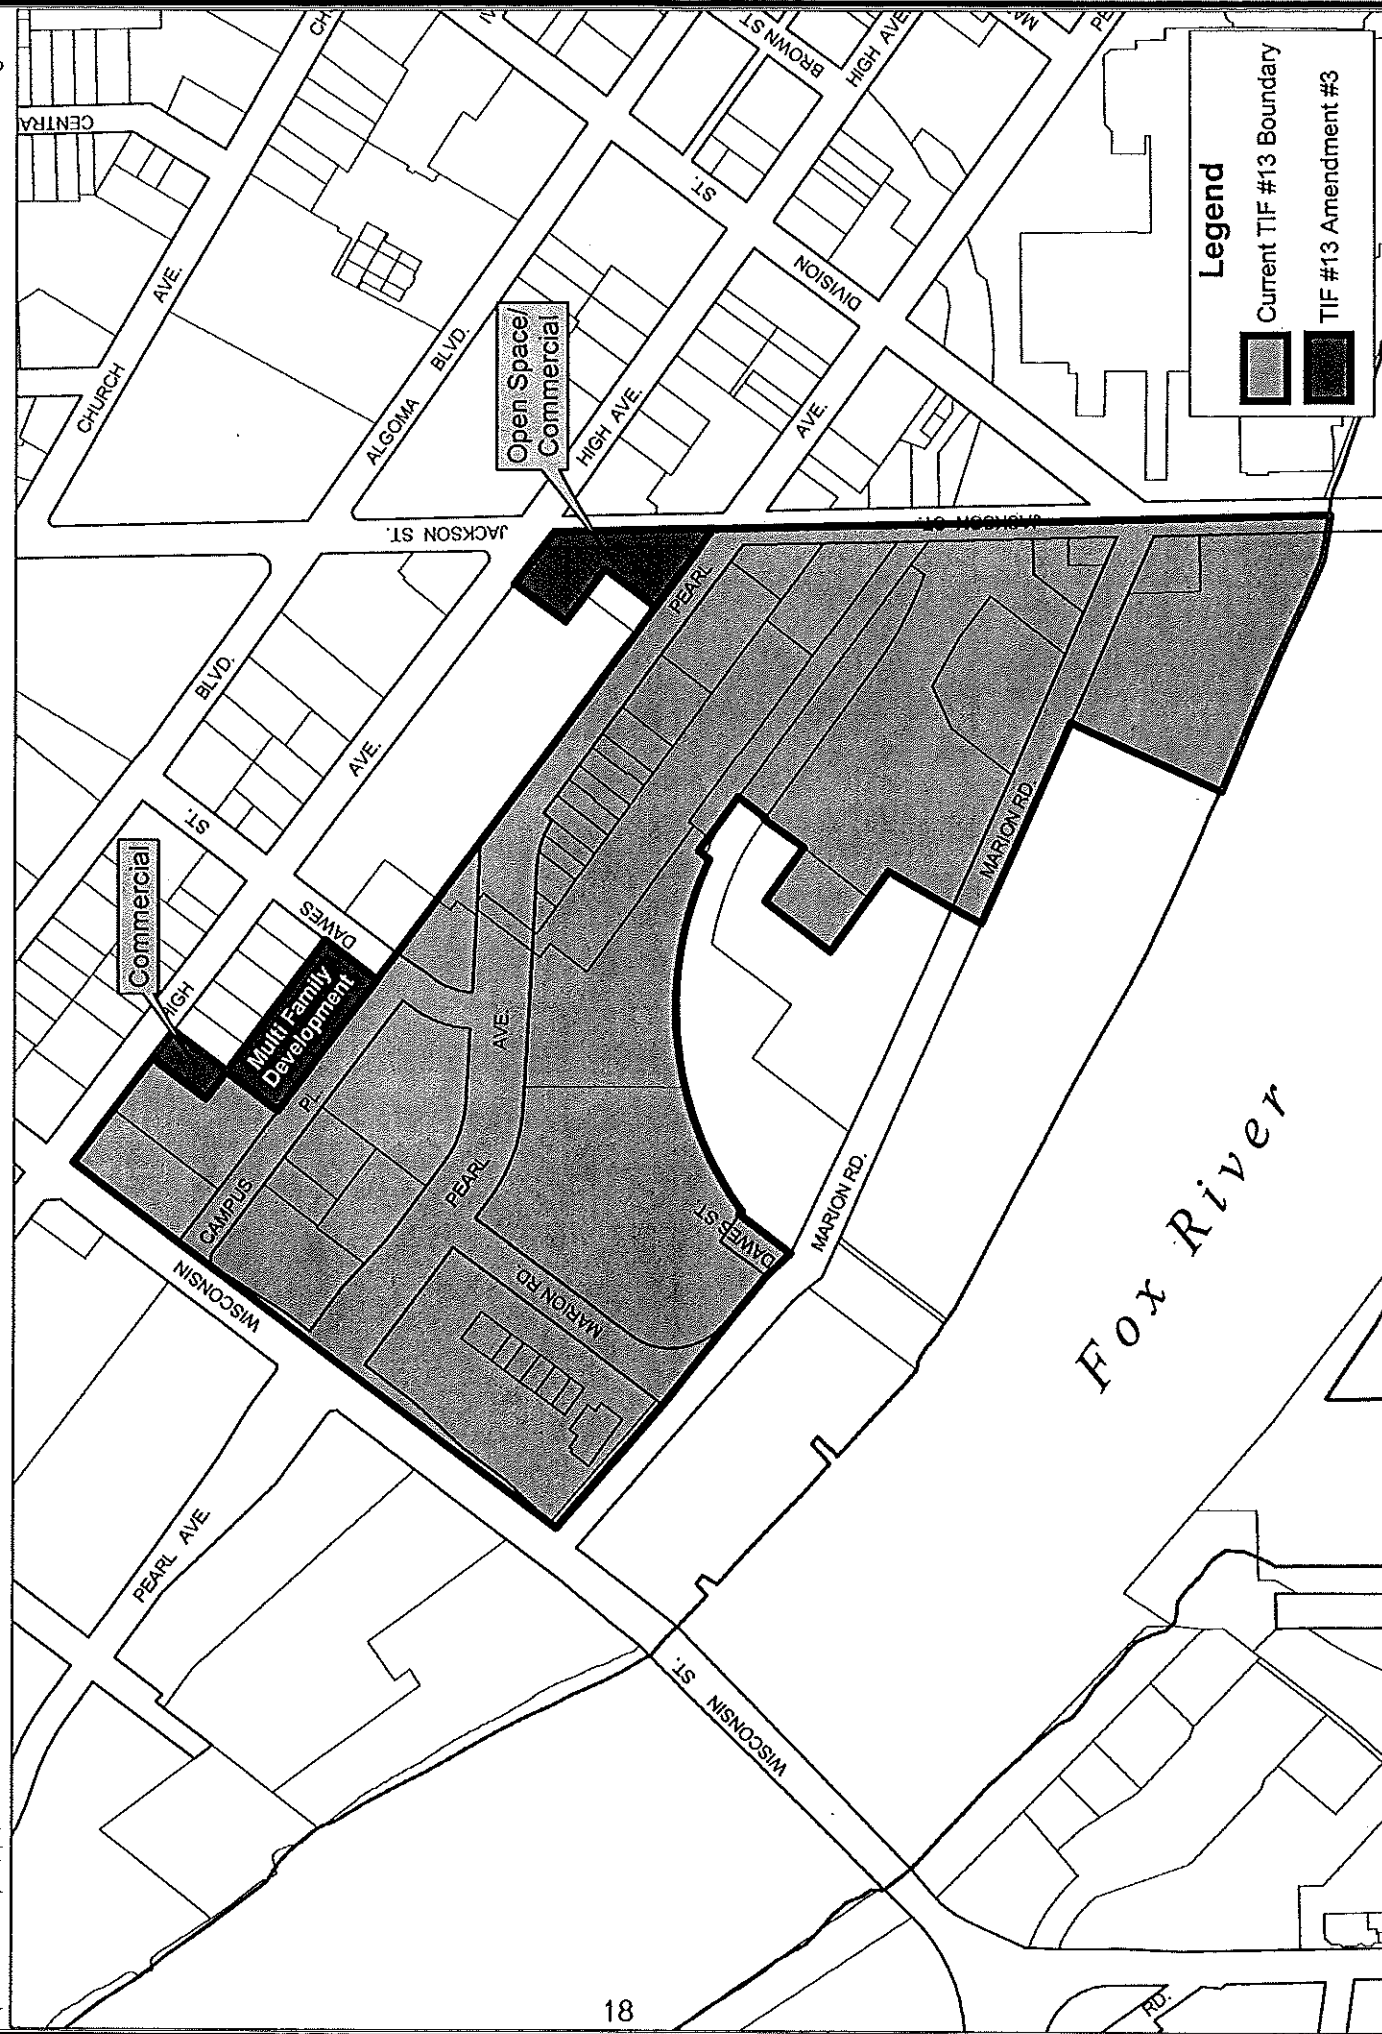 CENTRA
CHURCH
AVE.
BROWN ST
HIGH AVE.
ST.
ALGOMA
BLVD.
DIVISION
Open Space/
Commercial
HIGH AVE.
AVE.
JACKSON ST.
JACKSON ST.
BLVD.
AVE.
ST.
PEARL
Commercial
DAWES
Multi Family
Development
PL.
CAMPUS
AVE.
PEARL
MARION RD.
MARION RD.
MARION RD
DAWES ST.
WISCONSIN
PEARL AVE.
ST.
WISCONSIN
Fox River
RD.
Legend
Current TIF #13 Boundary
TIF #13 Amendment #3
18